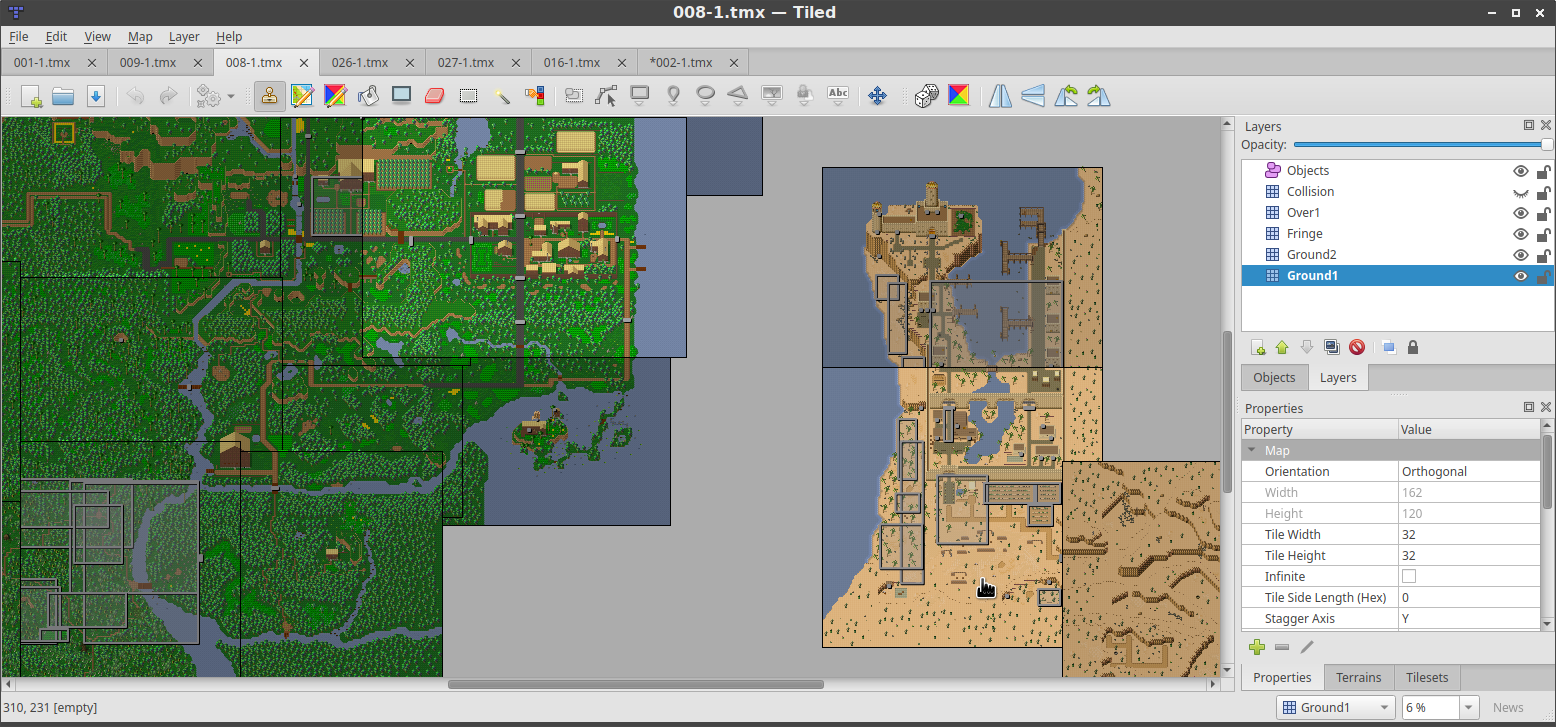 008-1.tmx — Tiled
File Edit View Map Layer Help
001-1.tmx 009-1.tmx 008-1.tmx 026-1.tmx 027-1.tmx 016-1.tmx *002-1.tmx
Abc
Layers
Opacity:
Objects
Collision
Over1
Fringe
Ground2
Ground1
Objects Layers
Properties
Property Value
Map
Orientation Orthogonal
Width 162
Height 120
Tile Width 32
Tile Height 32
Infinite
Tile Side Length (Hex) 0
Stagger Axis Y
Properties Terrains Tilesets
310, 231 [empty] Ground1 6 % News